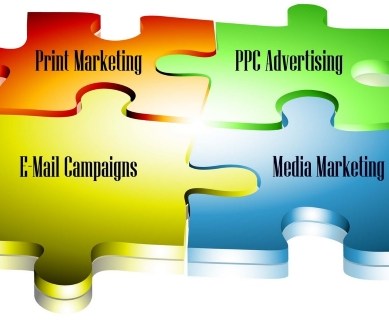 Print Marketing
PPC Advertising
E-Mail Campaigns
Media Marketing